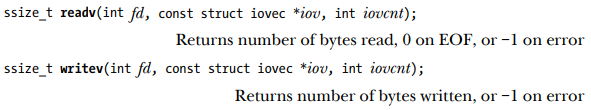 ssize_t readv(int fd, const struct iovec *iov, int iovcnt);
Returns number of bytes read, 0 on EOF, or −1 on error
ssize_t writev(int fd, const struct iovec *iov, int iovcnt);
Returns number of bytes written, or −1 on error